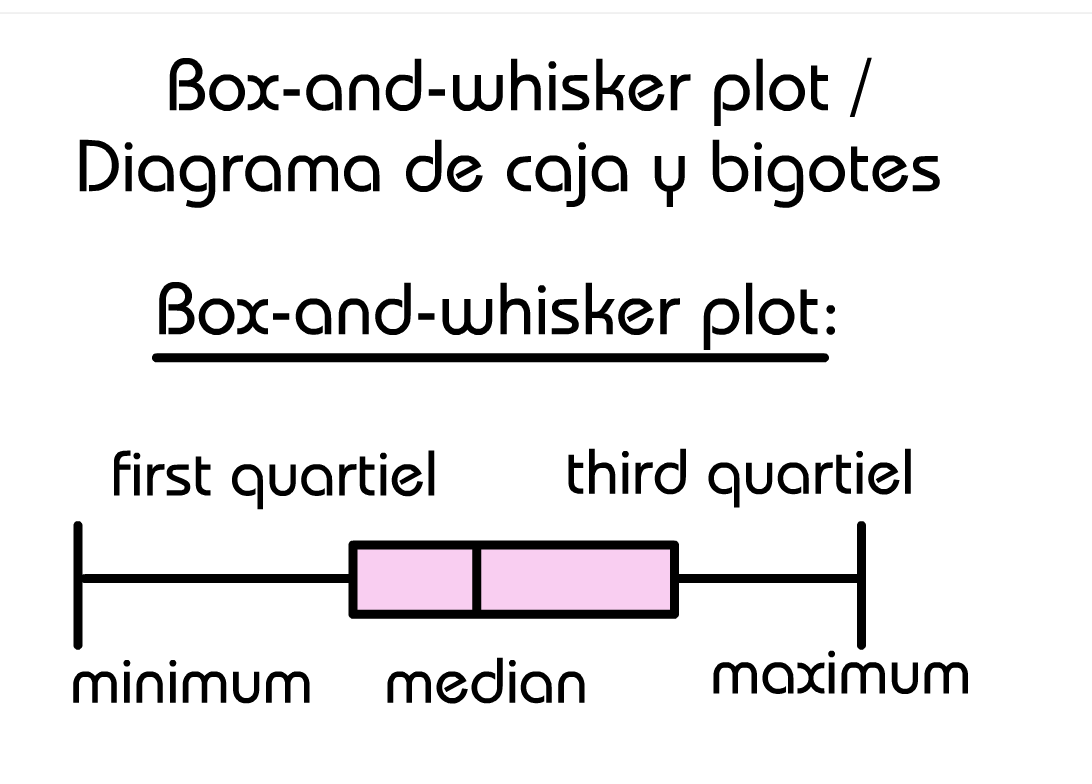 Box-and-whisker plot /
Diagrama de caja y bigotes
Box-and-whisker plot:
first quartiel
third quartiel
minimum
median
maximum